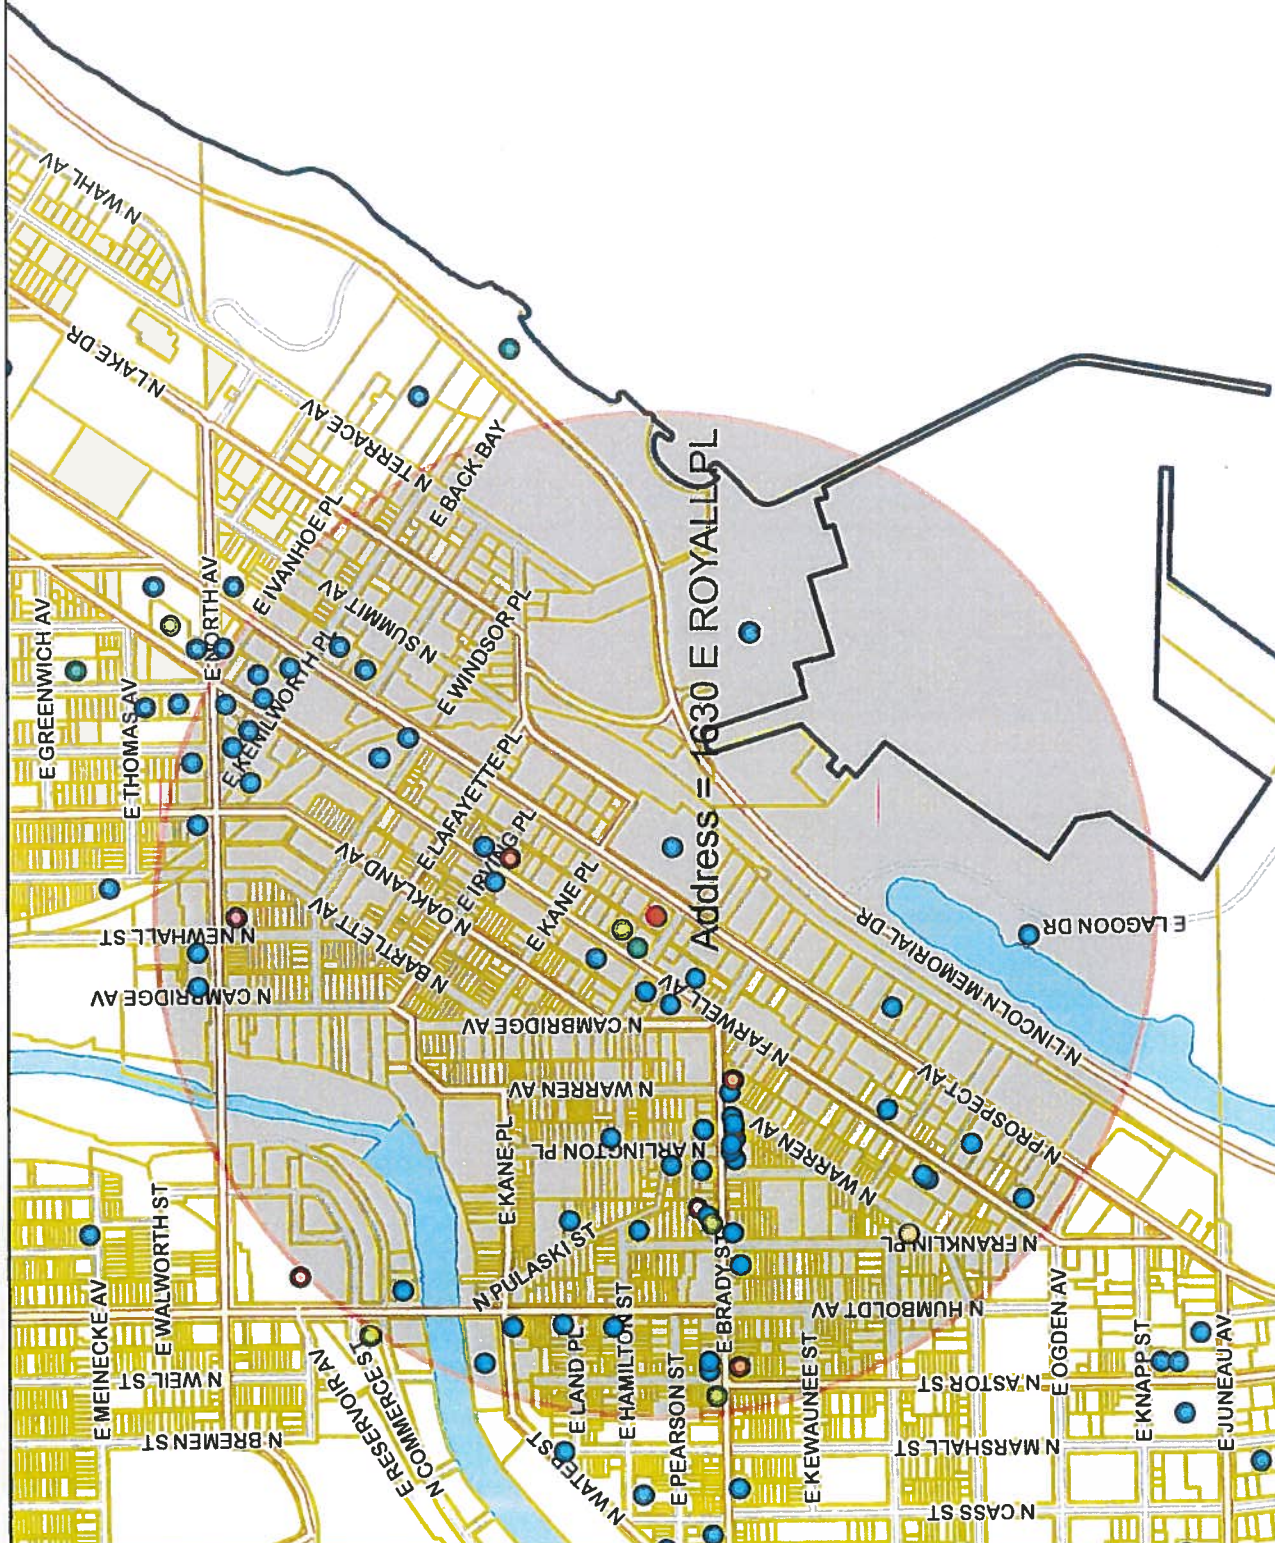 N WAHL AV
N LAKE DR
N TERRACE AV
E BACK BAY
E IVANHOE PL
N SUMMIT AV
E WINDSOR PL
E NORTH AV
E GREENWICH AV
E THOMAS AV
E KENILWORTH PL
E LAFAYETTE PL
E IRVING PL
N OAKLAND AV
N BARTLETT AV
E KANE PL
N NEWHALL ST
N CAMBRIDGE AV
N CAMBRIDGE AV
Address = 1630 E ROYALL PL
N FARWELL AV
N LINCOLN MEMORIAL DR
E LAGOON DR
N WARREN AV
N ARLINGTON PL
E KANE PL
N WARREN AV
N PROSPECT AV
N PULASKI ST
N FRANKLIN PL
E BRADY ST
N HUMBOLDT AV
E WALWORTH ST
E MEINECKE AV
N WEIL ST
N BREMEN ST
E RESERVOIR AV
N COMMERCE ST
E LAND PL
E HAMILTON ST
E PEARSON ST
N WATER ST
E KEWAUNEE ST
N ASTOR ST
E OGDEN AV
E KNAPP ST
E JUNEAU AV
N MARSHALL ST
N CASS ST